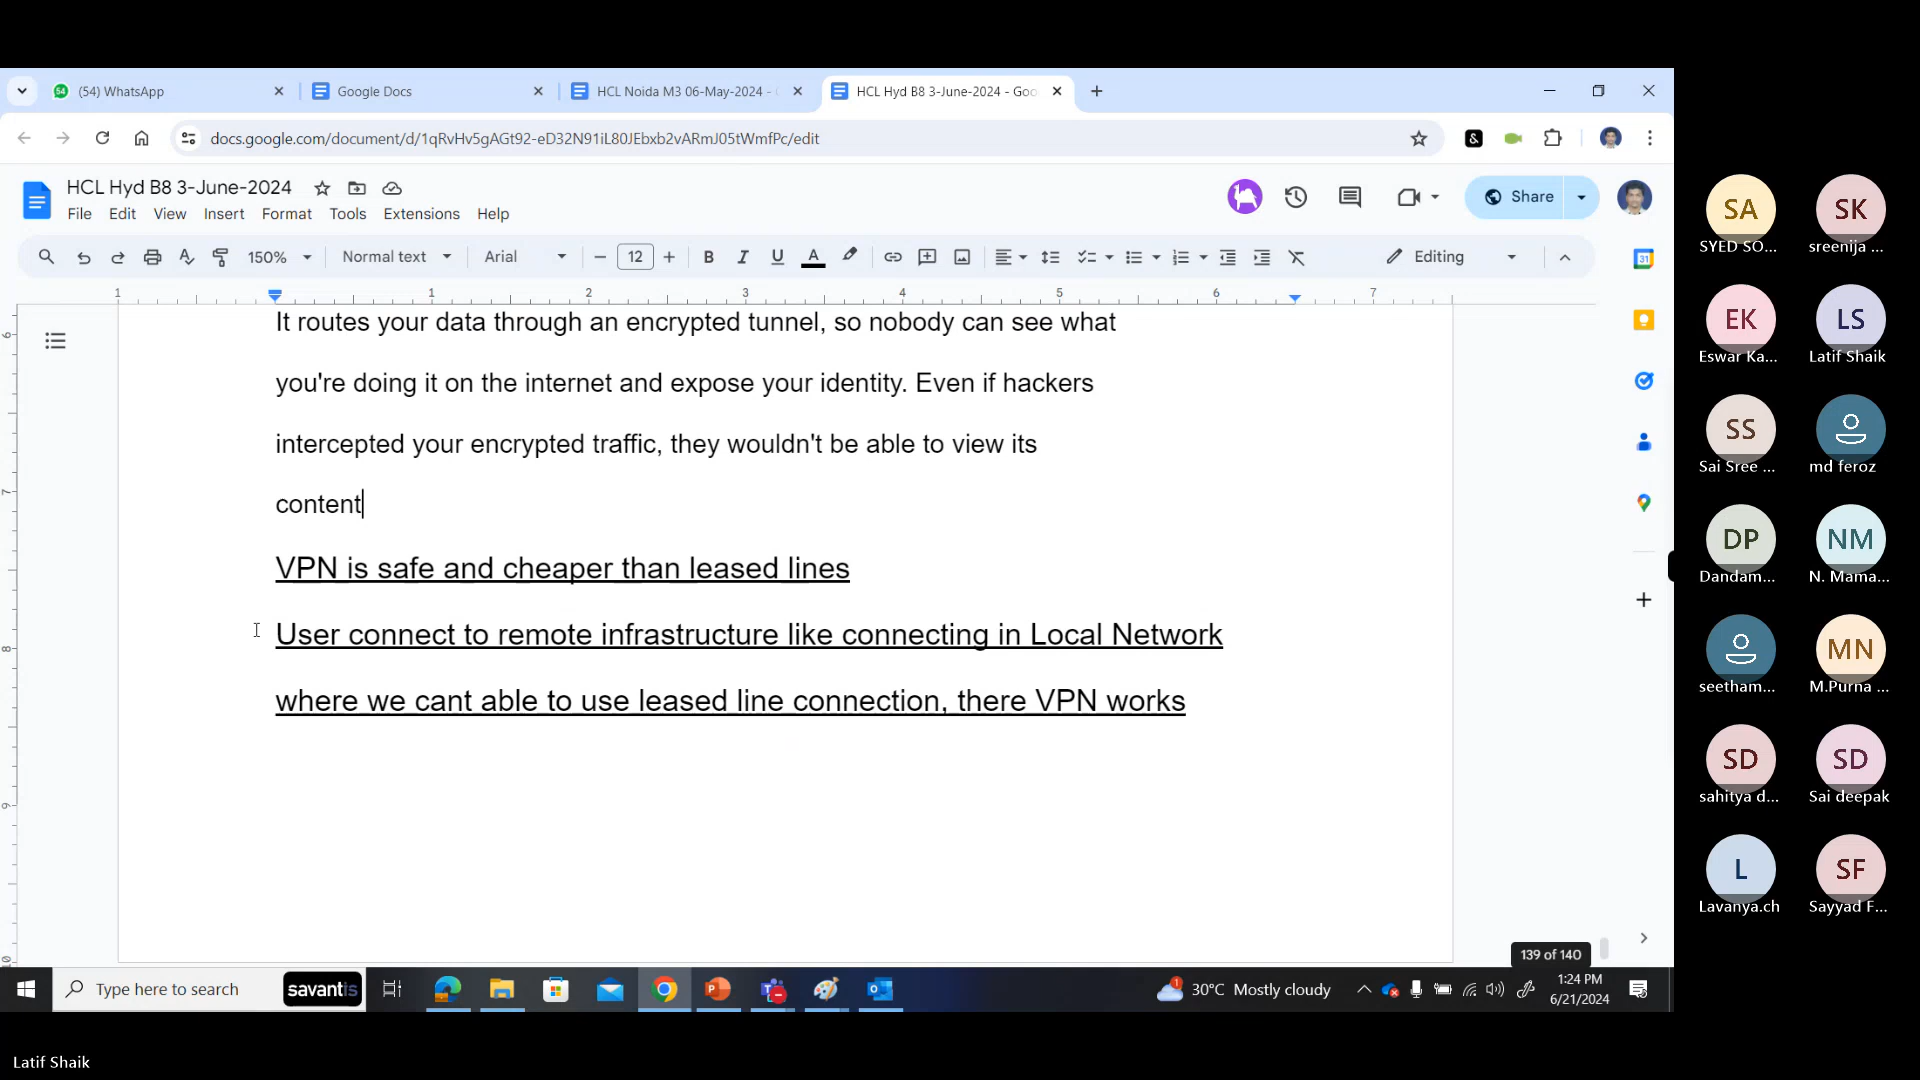 (54) WhatsApp
Google Docs
HCL Noida M3 06-May-2024 -
HCL Hyd B8 3-June-2024 - Goo
docs.google.com/document/d/1qRvHv5gAGt92-eD32N91iL80JEbxb2vARmJ05tWmfPc/edit
HCL Hyd B8 3-June-2024
File Edit View Insert Format Tools Extensions Help
Share
150% Normal text Arial 12 B I U A Editing
1 1 2 3 4 5 6 7
It routes your data through an encrypted tunnel, so nobody can see what
you're doing it on the internet and expose your identity. Even if hackers
intercepted your encrypted traffic, they wouldn't be able to view its
content
VPN is safe and cheaper than leased lines
User connect to remote infrastructure like connecting in Local Network
where we cant able to use leased line connection, there VPN works
139 of 140
Type here to search
savantis
30°C Mostly cloudy
1:24 PM
6/21/2024
SA SK
SYED SO... sreenija ...
EK LS
Eswar Ka... Latif Shaik
SS
Sai Sree ... md feroz
DP NM
Dandam... N. Mama...
MN
seetham... M.Purna ...
SD SD
sahitya d... Sai deepak
L SF
Lavanya.ch Sayyad F...
Latif Shaik